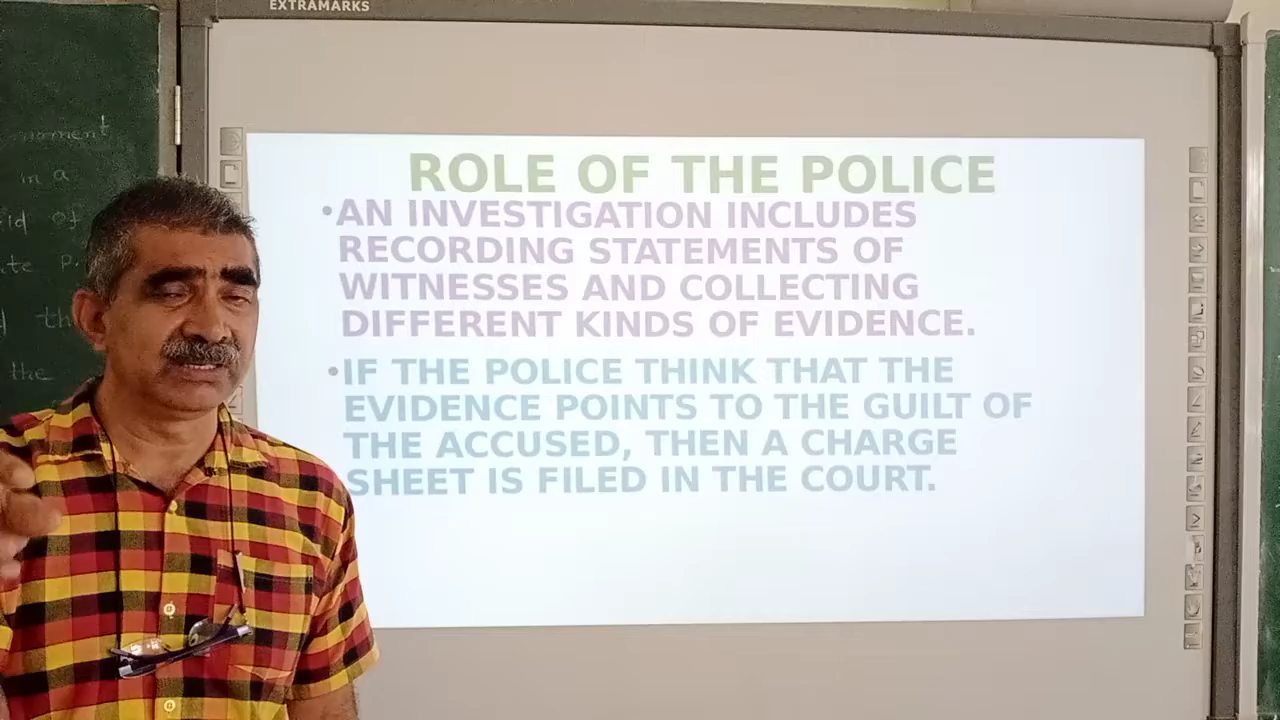 EXTRAMARKS
moment
in a
of
the
ROLE OF THE POLICE
•AN INVESTIGATION INCLUDES
RECORDING STATEMENTS OF
WITNESSES AND COLLECTING
DIFFERENT KINDS OF EVIDENCE.
•IF THE POLICE THINK THAT THE
EVIDENCE POINTS TO THE GUILT OF
THE ACCUSED, THEN A CHARGE
SHEET IS FILED IN THE COURT.